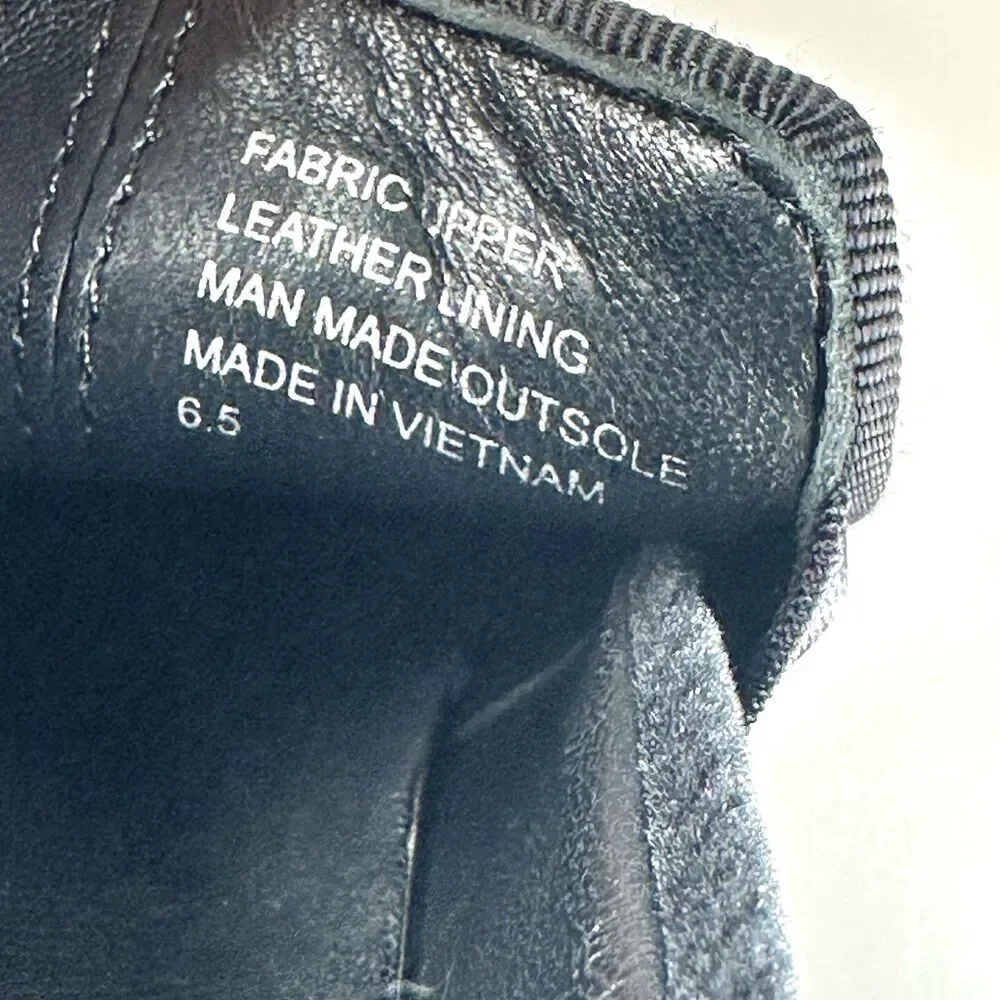 FABRIC UPPER
LEATHER LINING
MAN MADE OUTSOLE
MADE IN VIETNAM
6.5